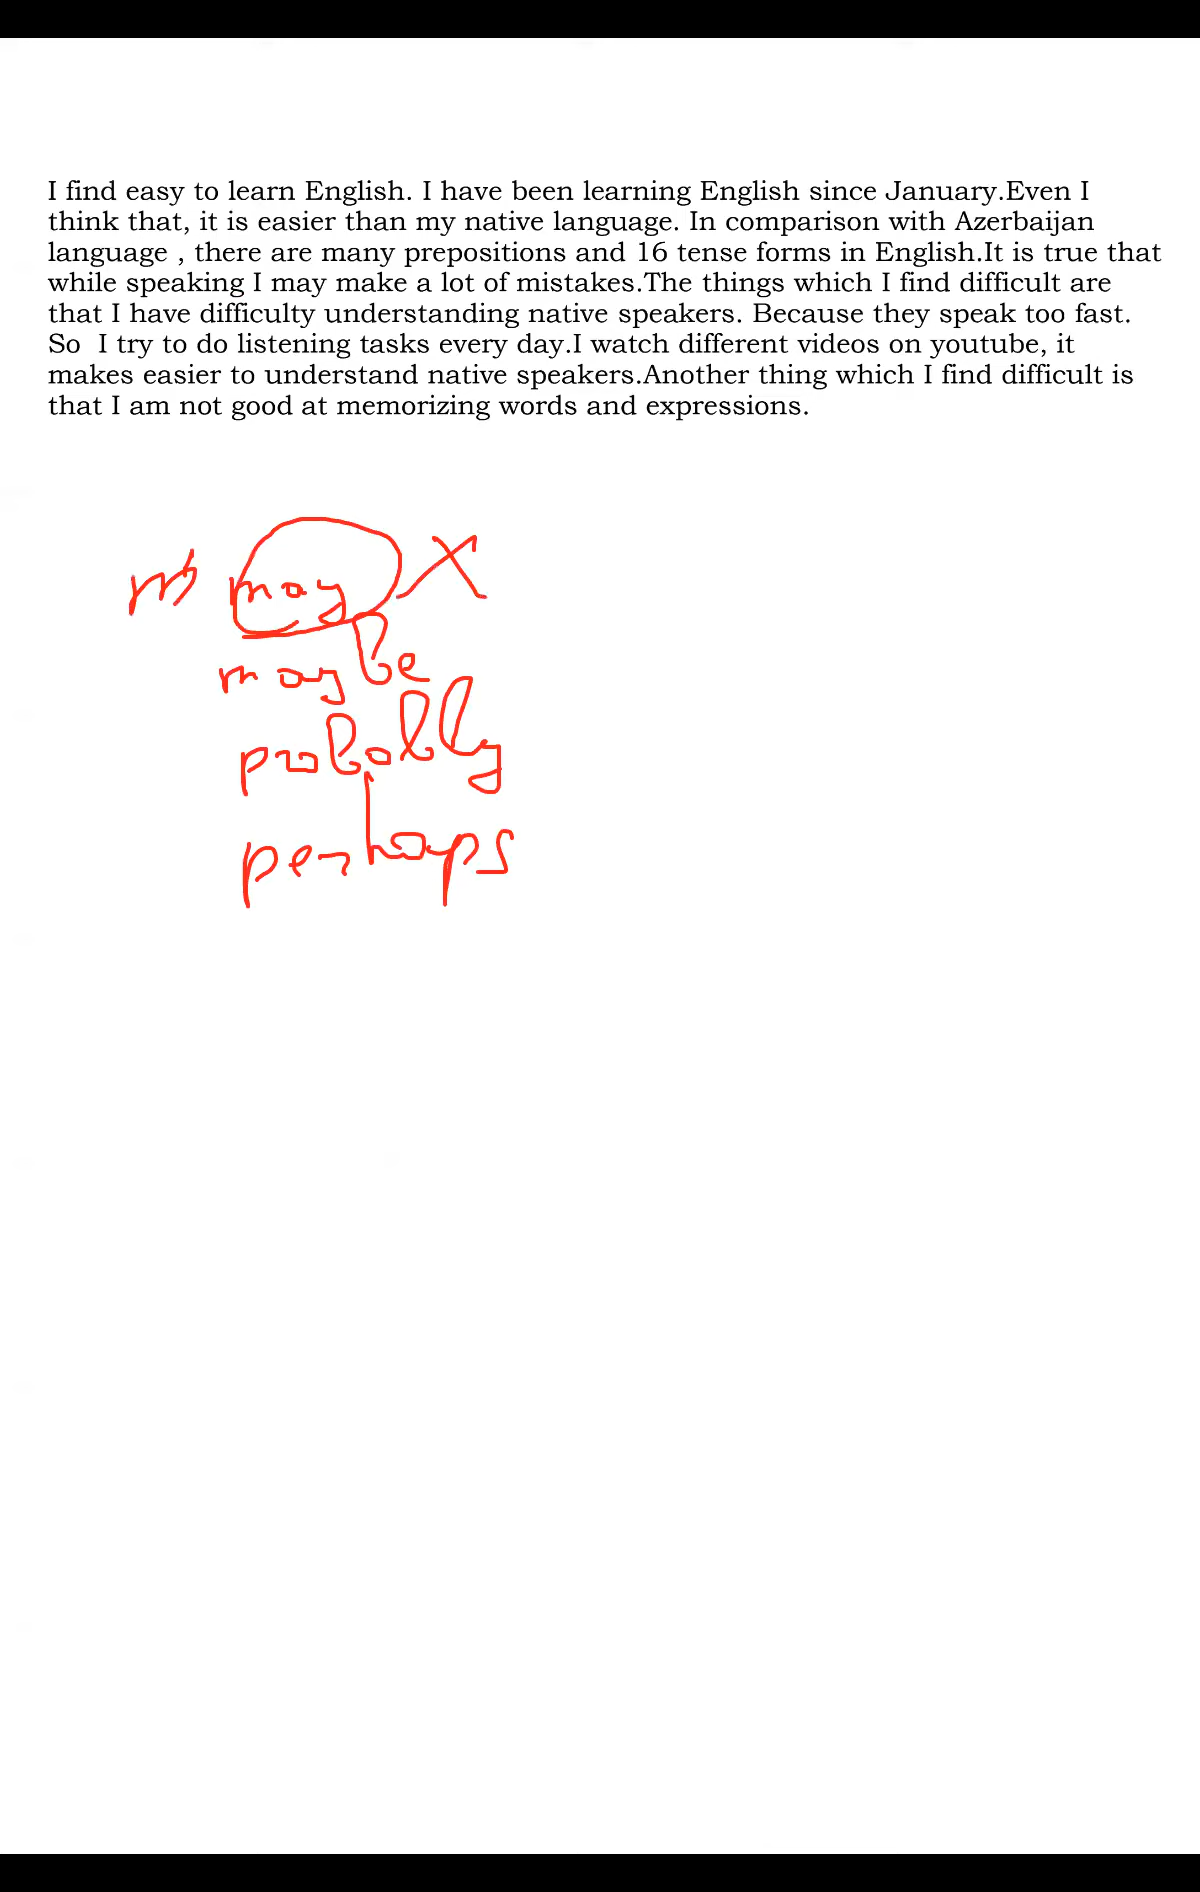 I find easy to learn English. I have been learning English since January.Even I
think that, it is easier than my native language. In comparison with Azerbaijan
language , there are many prepositions and 16 tense forms in English.It is true that
while speaking I may make a lot of mistakes.The things which I find difficult are
that I have difficulty understanding native speakers. Because they speak too fast.
So  I try to do listening tasks every day.I watch different videos on youtube, it
makes easier to understand native speakers.Another thing which I find difficult is
that I am not good at memorizing words and expressions.
may X
maybe
probally
perhaps